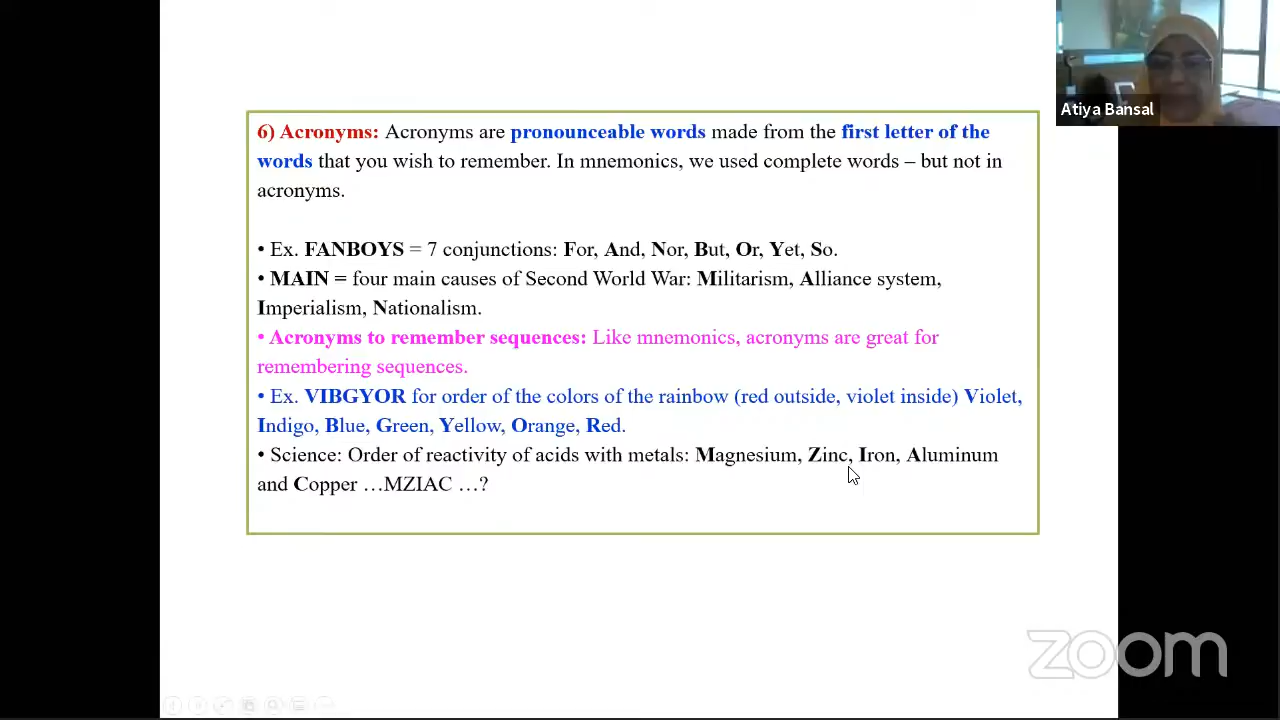 6) Acronyms: Acronyms are pronounceable words made from the first letter of the
words that you wish to remember. In mnemonics, we used complete words – but not in
acronyms.
• Ex. FANBOYS = 7 conjunctions: For, And, Nor, But, Or, Yet, So.
• MAIN = four main causes of Second World War: Militarism, Alliance system,
Imperialism, Nationalism.
• Acronyms to remember sequences: Like mnemonics, acronyms are great for
remembering sequences.
• Ex. VIBGYOR for order of the colors of the rainbow (red outside, violet inside) Violet,
Indigo, Blue, Green, Yellow, Orange, Red.
• Science: Order of reactivity of acids with metals: Magnesium, Zinc, Iron, Aluminum
and Copper …MZIAC …?
Atiya Bansal
zoom